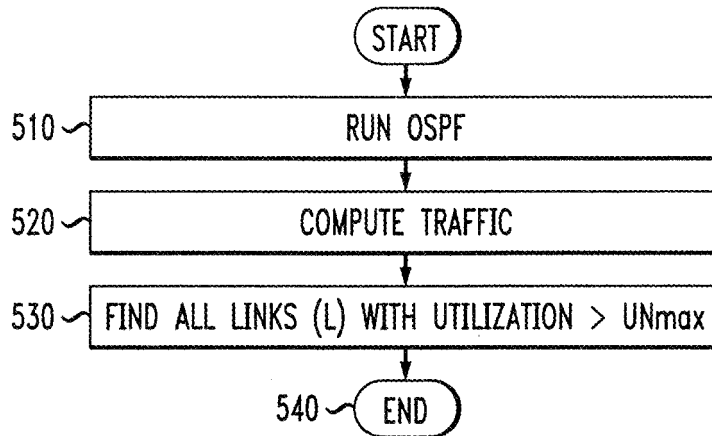 START
510 RUN OSPF
520 COMPUTE TRAFFIC
530 FIND ALL LINKS (L) WITH UTILIZATION > UNmax
540 END